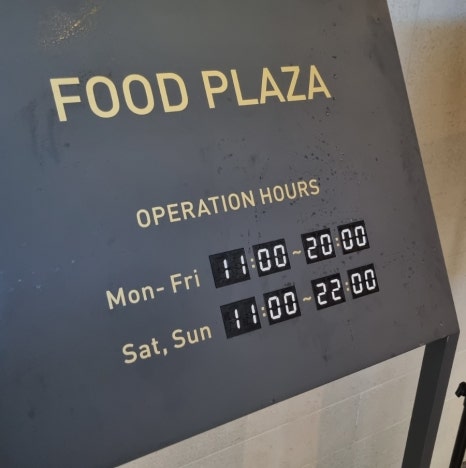 FOOD PLAZA
OPERATION HOURS
Mon- Fri 11:00 ~ 20:00
Sat, Sun 11:00 ~ 22:00